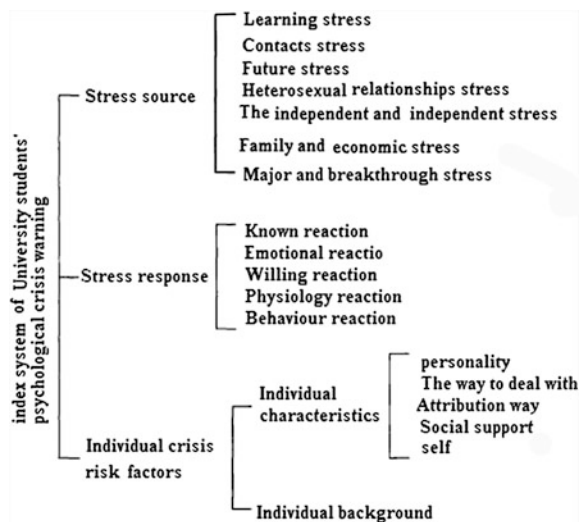 index system of University students'
psychological crisis warning
Stress source
Learning stress
Contacts stress
Future stress
Heterosexual relationships stress
The independent and independent stress
Family and economic stress
Major and breakthrough stress
Stress response
Known reaction
Emotional reactio
Willing reaction
Physiology reaction
Behaviour reaction
Individual crisis
risk factors
Individual
characteristics
personality
The way to deal with
Attribution way
Social support
self
Individual background